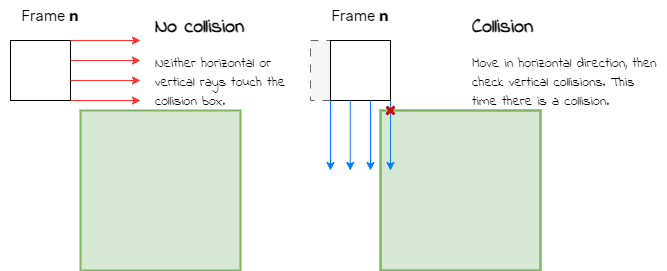 Frame n
No collision
Neither horizontal or
vertical rays touch the
collision box.
Frame n
Collision
Move in horizontal direction, then
check vertical collisions. This
time there is a collision.